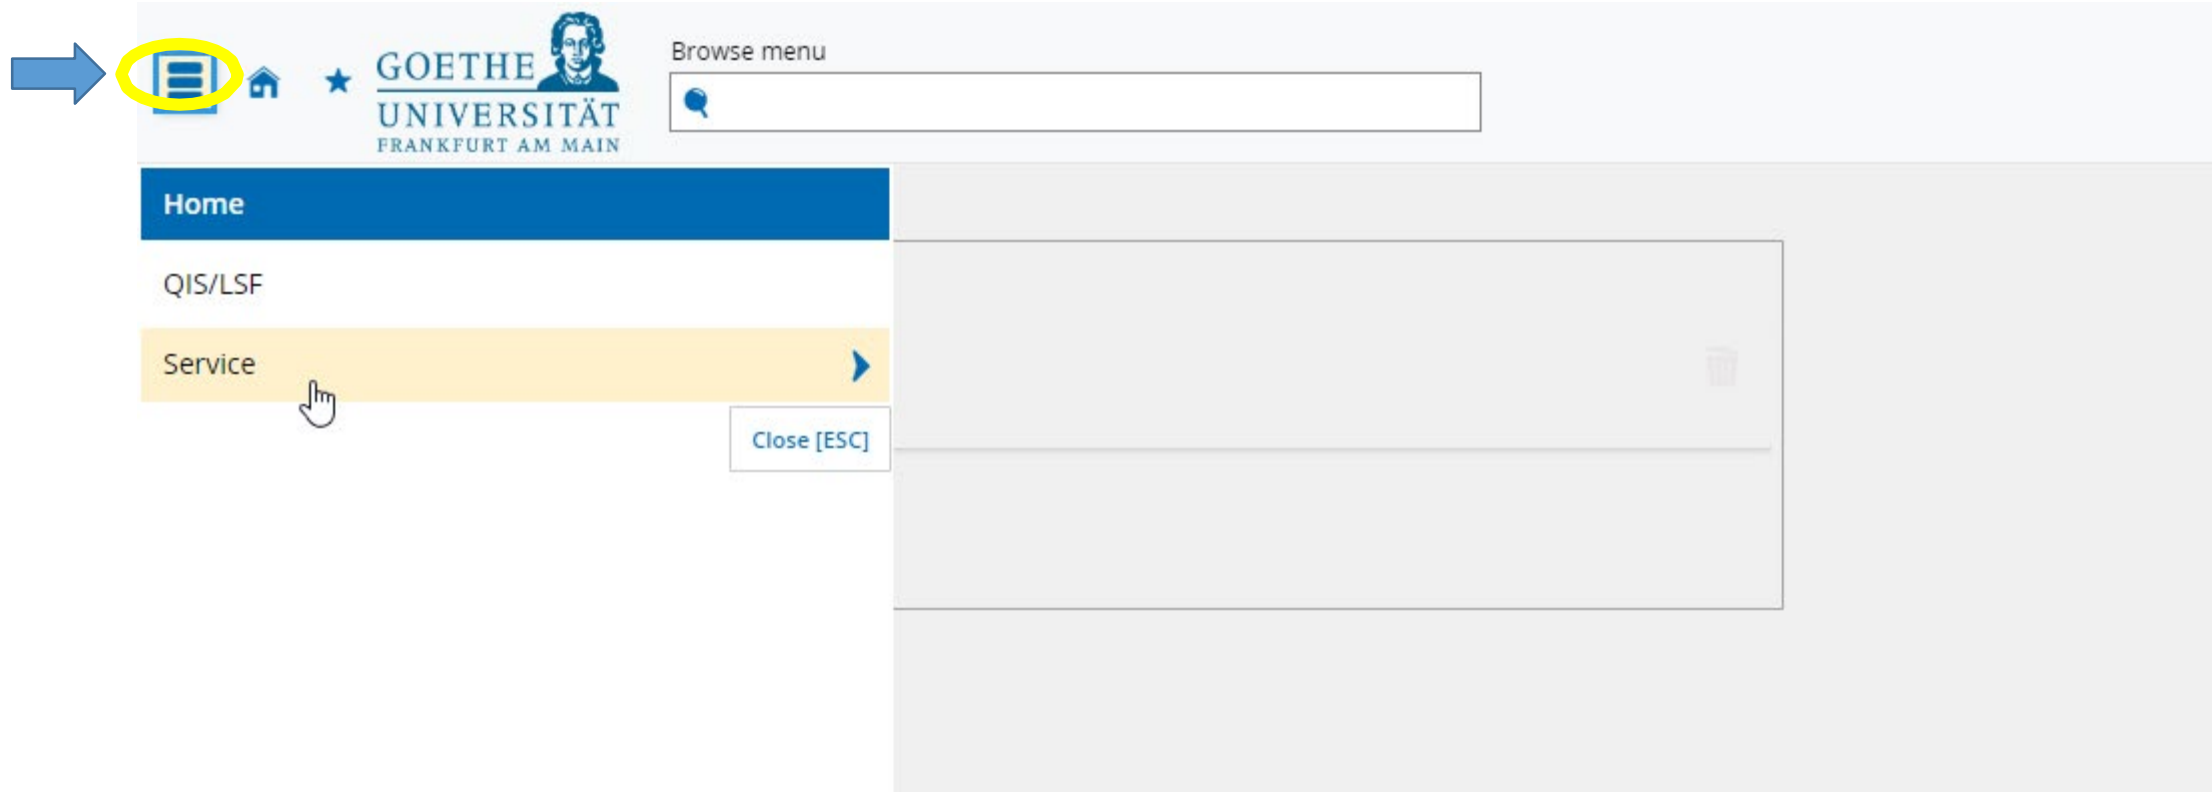 GOETHE
UNIVERSITÄT
FRANKFURT AM MAIN
Browse menu
Home
QIS/LSF
Service
Close [ESC]